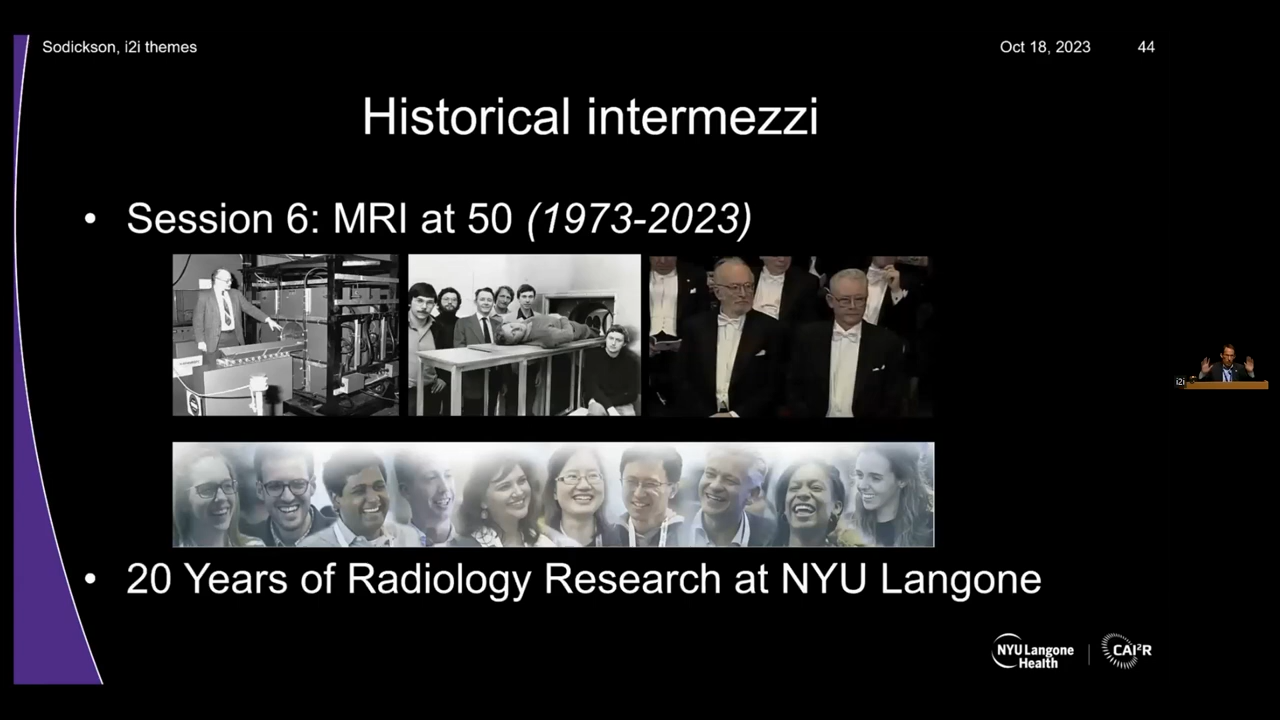 Sodickson, i2i themes
Oct 18, 2023
44
Historical intermezzi
• Session 6: MRI at 50 (1973-2023)
i2i
• 20 Years of Radiology Research at NYU Langone
NYU Langone
Health
CAI²R